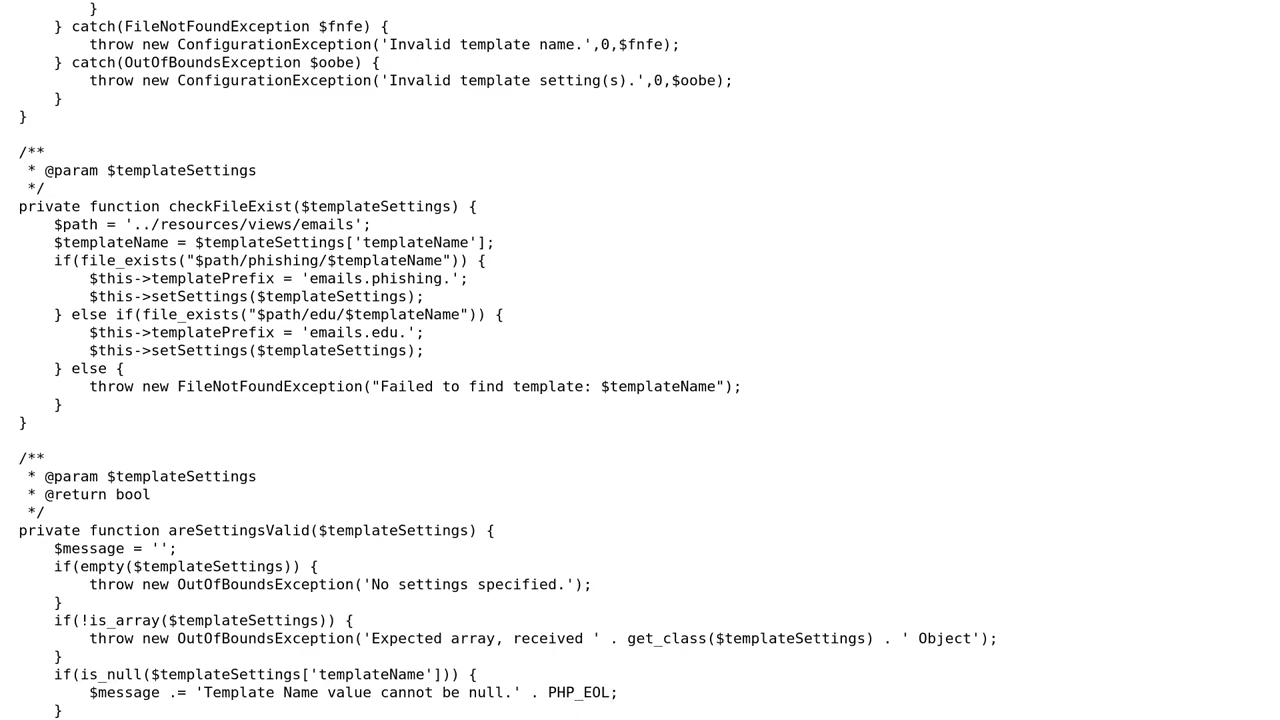 }
    } catch(FileNotFoundException $fnfe) {
        throw new ConfigurationException('Invalid template name.',0,$fnfe);
    } catch(OutOfBoundsException $oobe) {
        throw new ConfigurationException('Invalid template setting(s).',0,$oobe);
    }
}

/**
 * @param $templateSettings
 */
private function checkFileExist($templateSettings) {
    $path = '../resources/views/emails';
    $templateName = $templateSettings['templateName'];
    if(file_exists("$path/phishing/$templateName")) {
        $this->templatePrefix = 'emails.phishing.';
        $this->setSettings($templateSettings);
    } else if(file_exists("$path/edu/$templateName")) {
        $this->templatePrefix = 'emails.edu.';
        $this->setSettings($templateSettings);
    } else {
        throw new FileNotFoundException("Failed to find template: $templateName");
    }
}

/**
 * @param $templateSettings
 * @return bool
 */
private function areSettingsValid($templateSettings) {
    $message = '';
    if(empty($templateSettings)) {
        throw new OutOfBoundsException('No settings specified.');
    }
    if(!is_array($templateSettings)) {
        throw new OutOfBoundsException('Expected array, received ' . get_class($templateSettings) . ' Object');
    }
    if(is_null($templateSettings['templateName'])) {
        $message .= 'Template Name value cannot be null.' . PHP_EOL;
    }